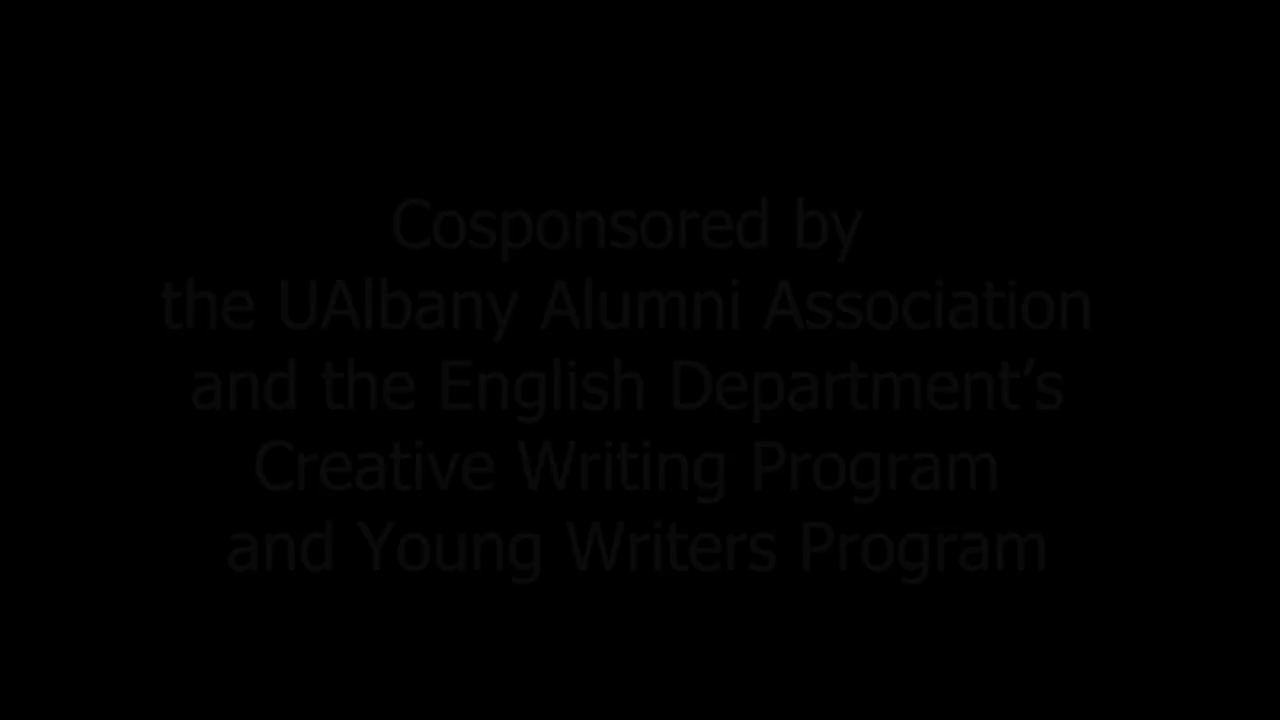 Cosponsored by
the UAlbany Alumni Association
and the English Department’s
Creative Writing Program
and Young Writers Program